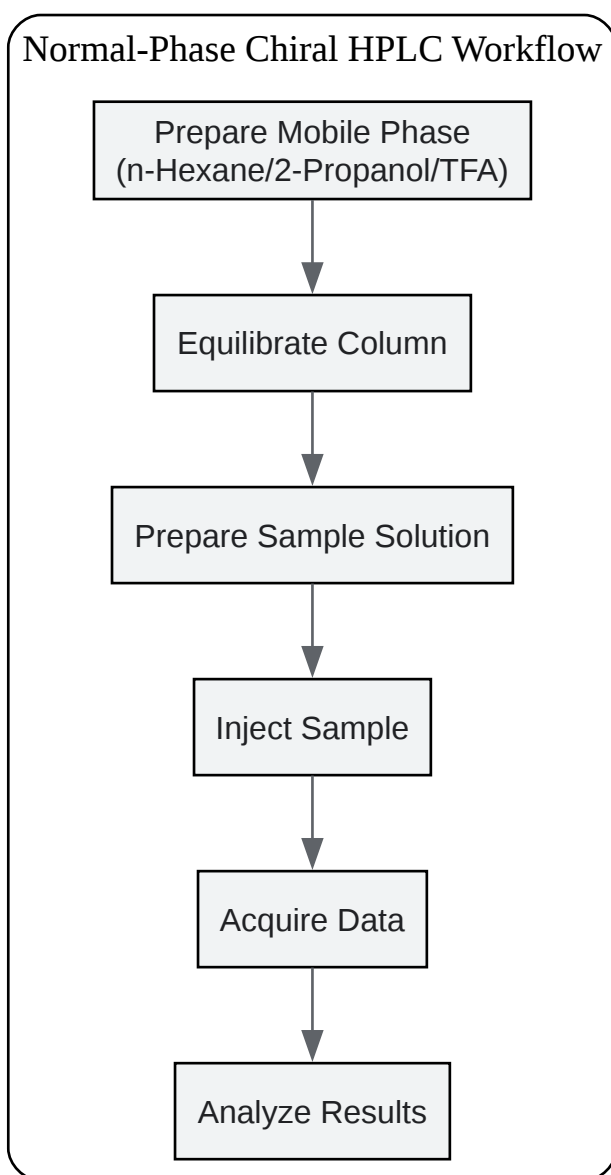 Normal-Phase Chiral HPLC Workflow
Prepare Mobile Phase
(n-Hexane/2-Propanol/TFA)
Equilibrate Column
Prepare Sample Solution
Inject Sample
Acquire Data
Analyze Results